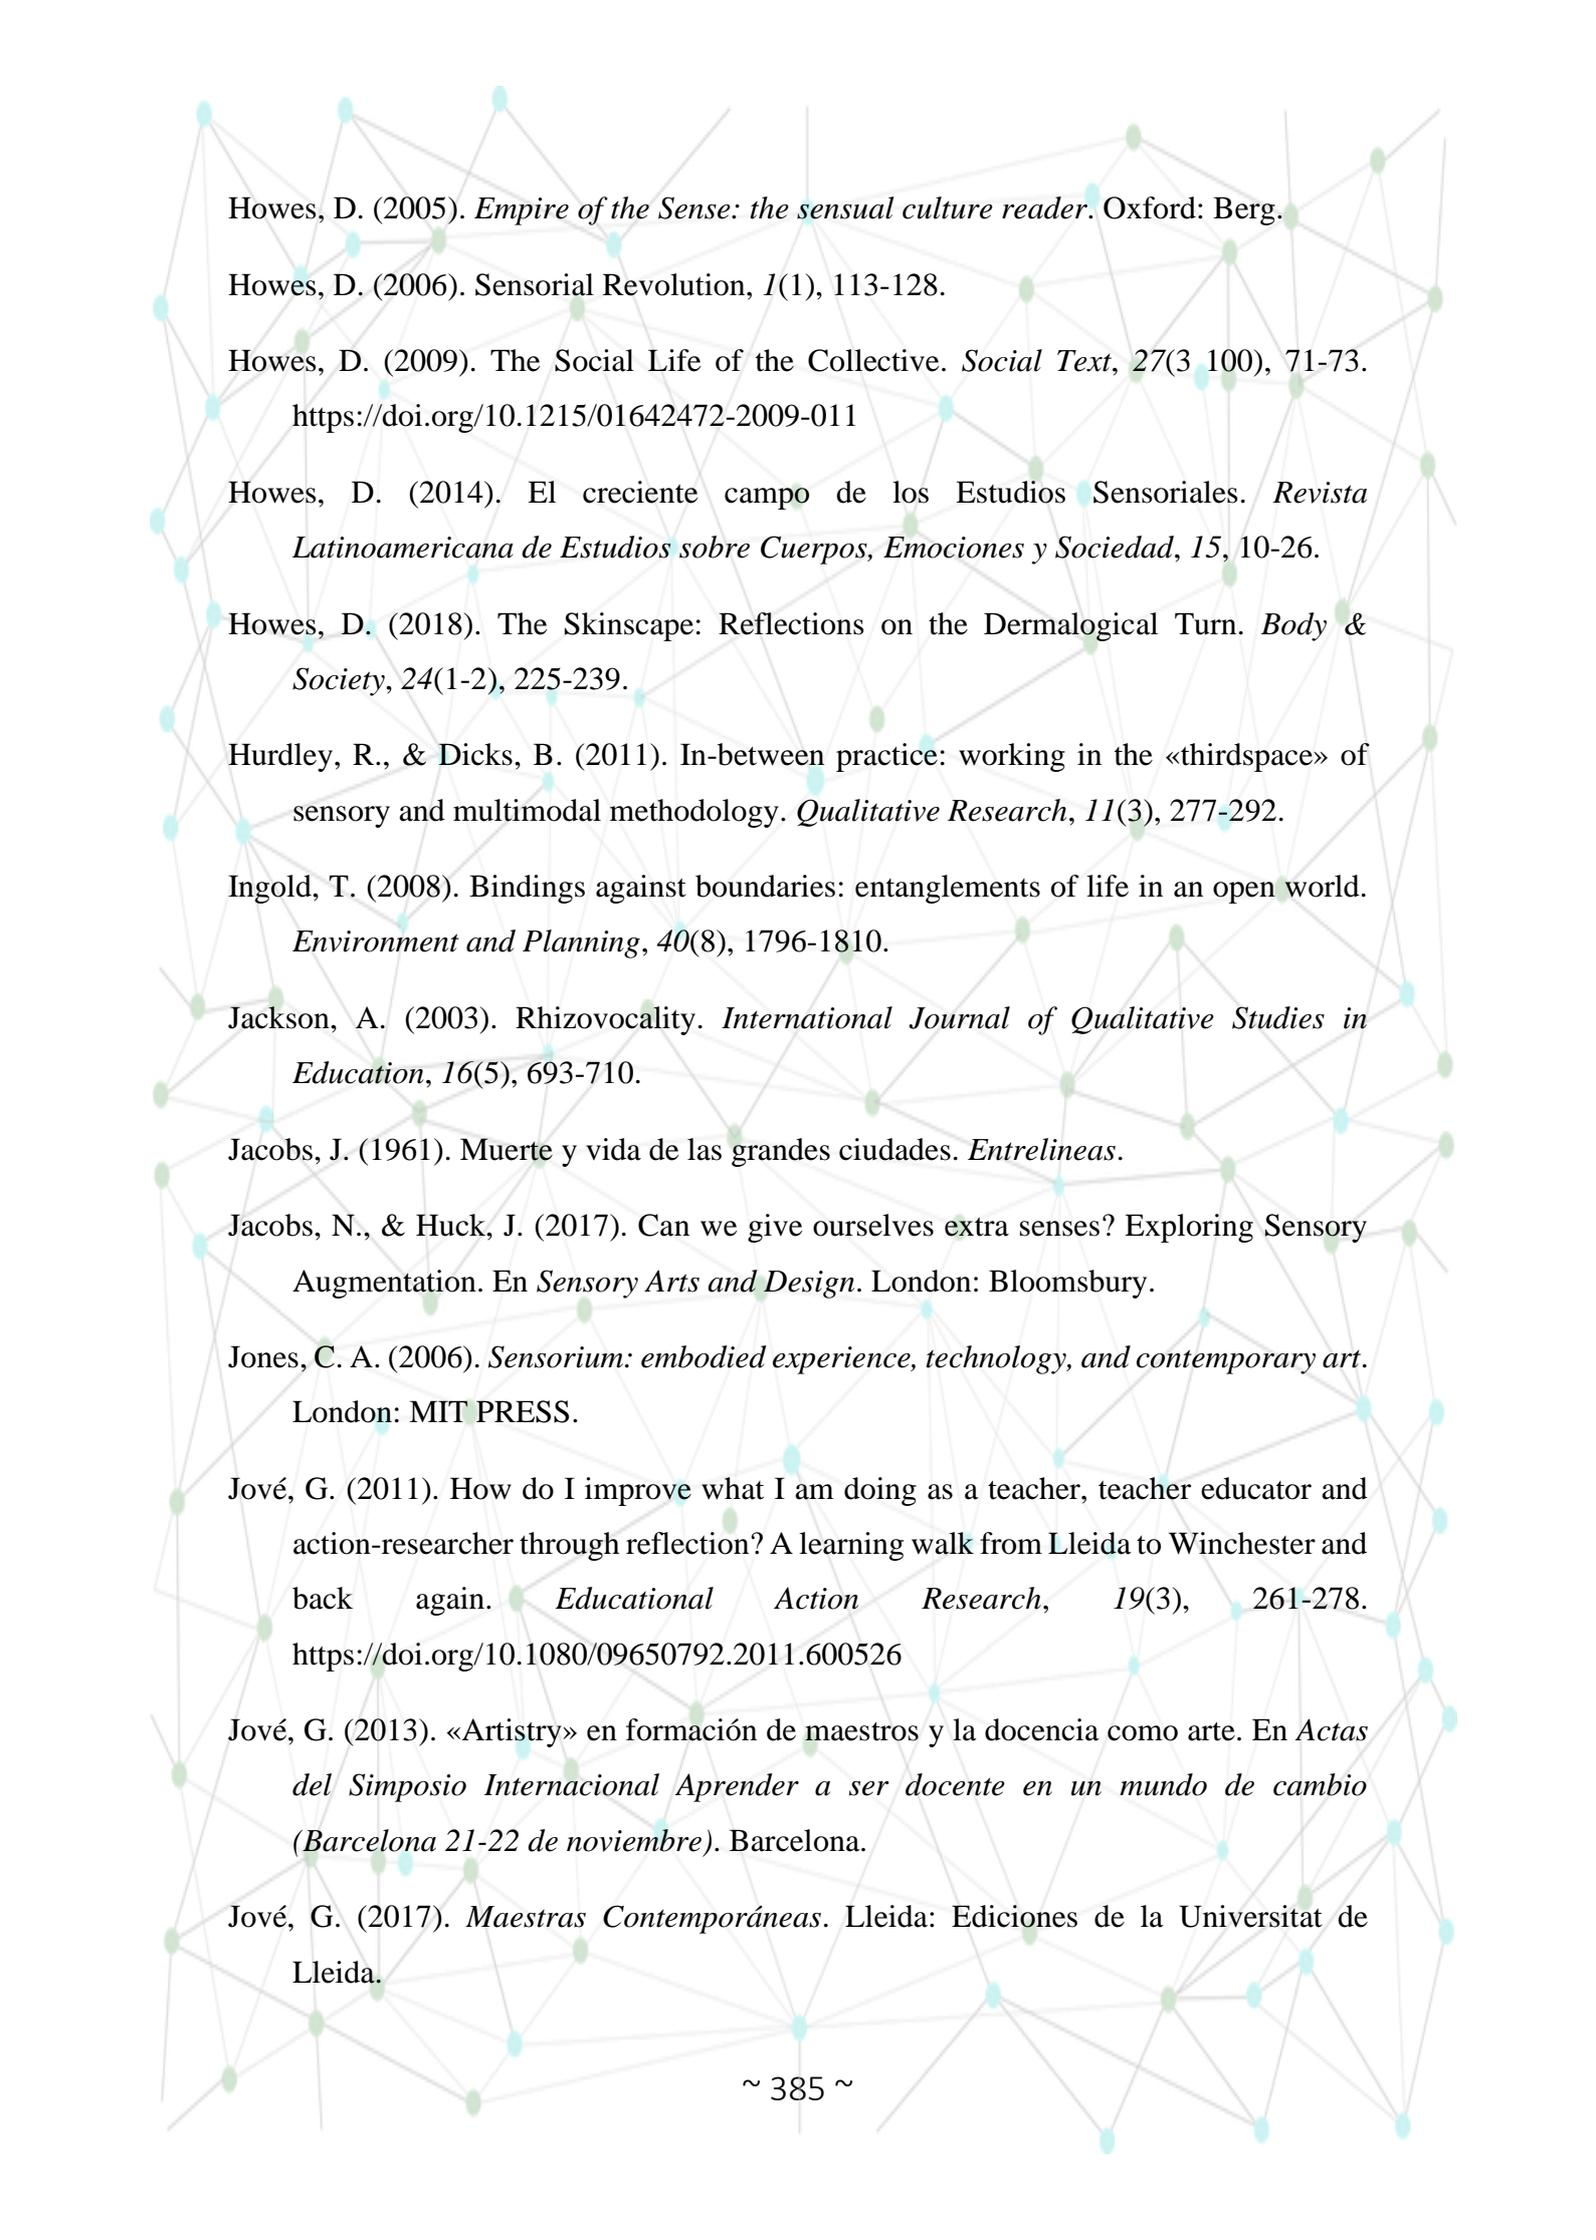 Howes, D. (2005). Empire of the Sense: the sensual culture reader. Oxford: Berg.
Howes, D. (2006). Sensorial Revolution, 1(1), 113-128.
Howes, D. (2009). The Social Life of the Collective. Social Text, 27(3 100), 71-73.
https://doi.org/10.1215/01642472-2009-011
Howes, D. (2014). El creciente campo de los Estudios Sensoriales. Revista
Latinoamericana de Estudios sobre Cuerpos, Emociones y Sociedad, 15, 10-26.
Howes, D. (2018). The Skinscape: Reflections on the Dermalogical Turn. Body &
Society, 24(1-2), 225-239.
Hurdley, R., & Dicks, B. (2011). In-between practice: working in the «thirdspace» of
sensory and multimodal methodology. Qualitative Research, 11(3), 277-292.
Ingold, T. (2008). Bindings against boundaries: entanglements of life in an open world.
Environment and Planning, 40(8), 1796-1810.
Jackson, A. (2003). Rhizovocality. International Journal of Qualitative Studies in
Education, 16(5), 693-710.
Jacobs, J. (1961). Muerte y vida de las grandes ciudades. Entrelineas.
Jacobs, N., & Huck, J. (2017). Can we give ourselves extra senses? Exploring Sensory
Augmentation. En Sensory Arts and Design. London: Bloomsbury.
Jones, C. A. (2006). Sensorium: embodied experience, technology, and contemporary art.
London: MIT PRESS.
Jové, G. (2011). How do I improve what I am doing as a teacher, teacher educator and
action-researcher through reflection? A learning walk from Lleida to Winchester and
back again. Educational Action Research, 19(3), 261-278.
https://doi.org/10.1080/09650792.2011.600526
Jové, G. (2013). «Artistry» en formación de maestros y la docencia como arte. En Actas
del Simposio Internacional Aprender a ser docente en un mundo de cambio
(Barcelona 21-22 de noviembre). Barcelona.
Jové, G. (2017). Maestras Contemporáneas. Lleida: Ediciones de la Universitat de
Lleida.
~ 385 ~